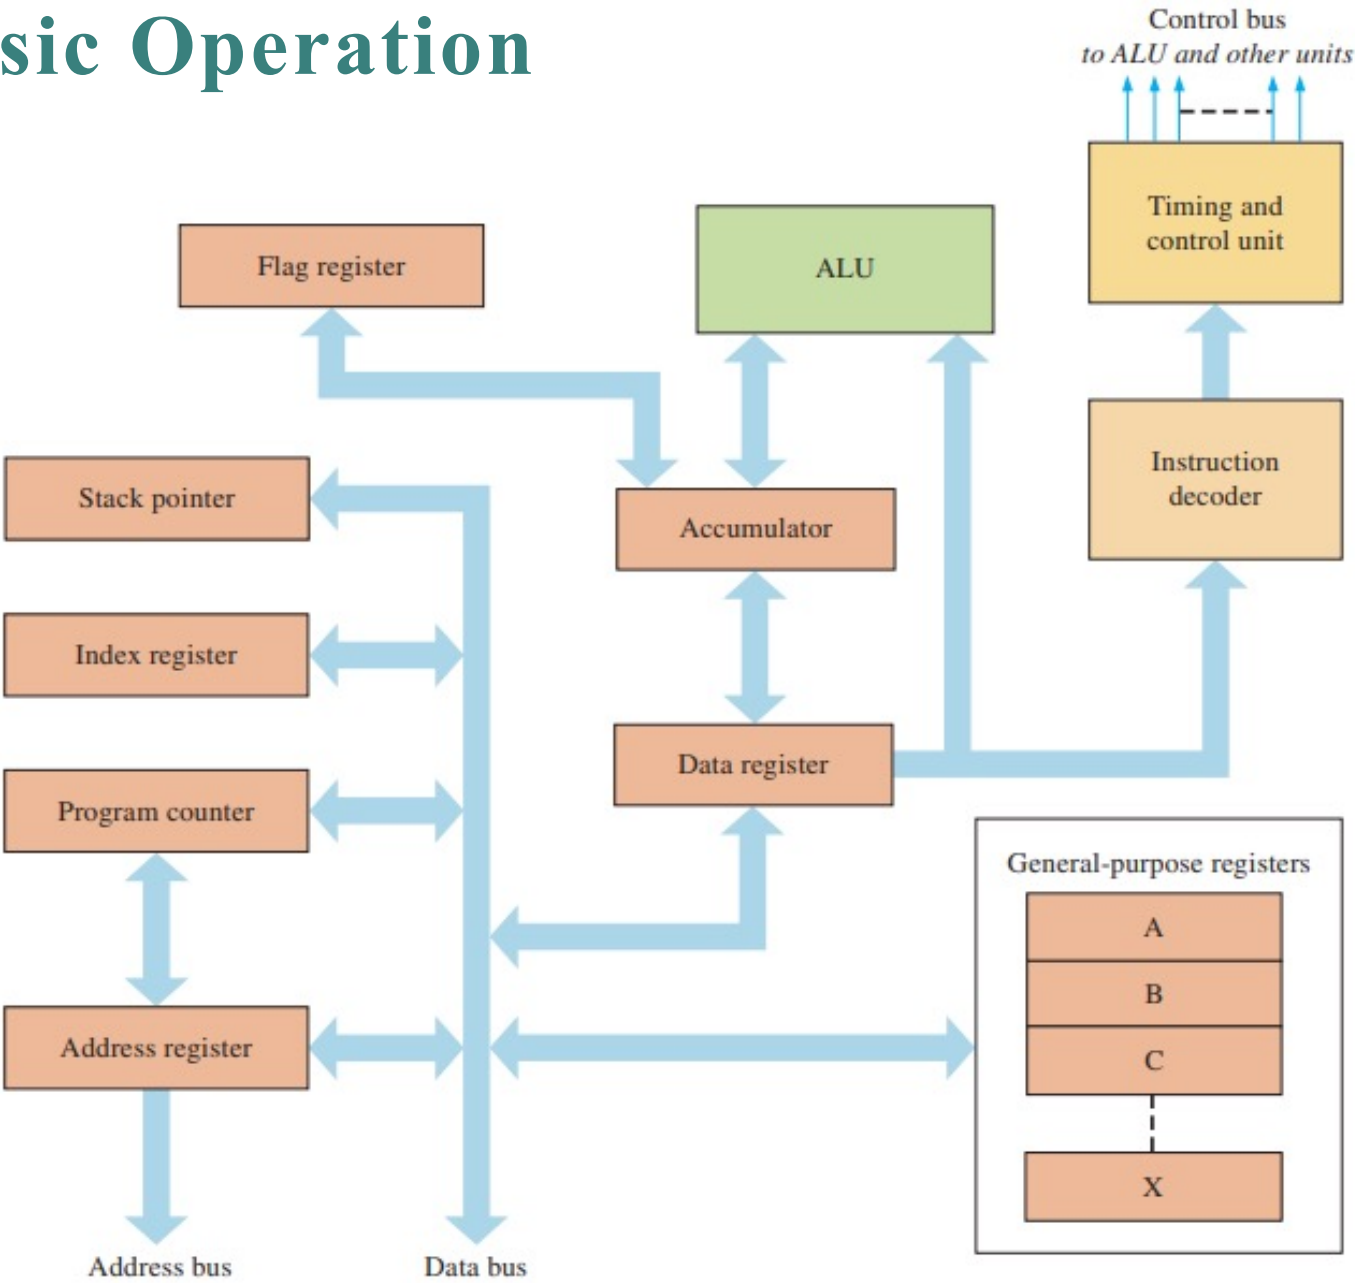 sic Operation
Control bus
to ALU and other units
Timing and
control unit
Flag register
ALU
Stack pointer
Accumulator
Instruction
decoder
Index register
Program counter
Data register
General-purpose registers
A
B
C
X
Address register
Address bus
Data bus